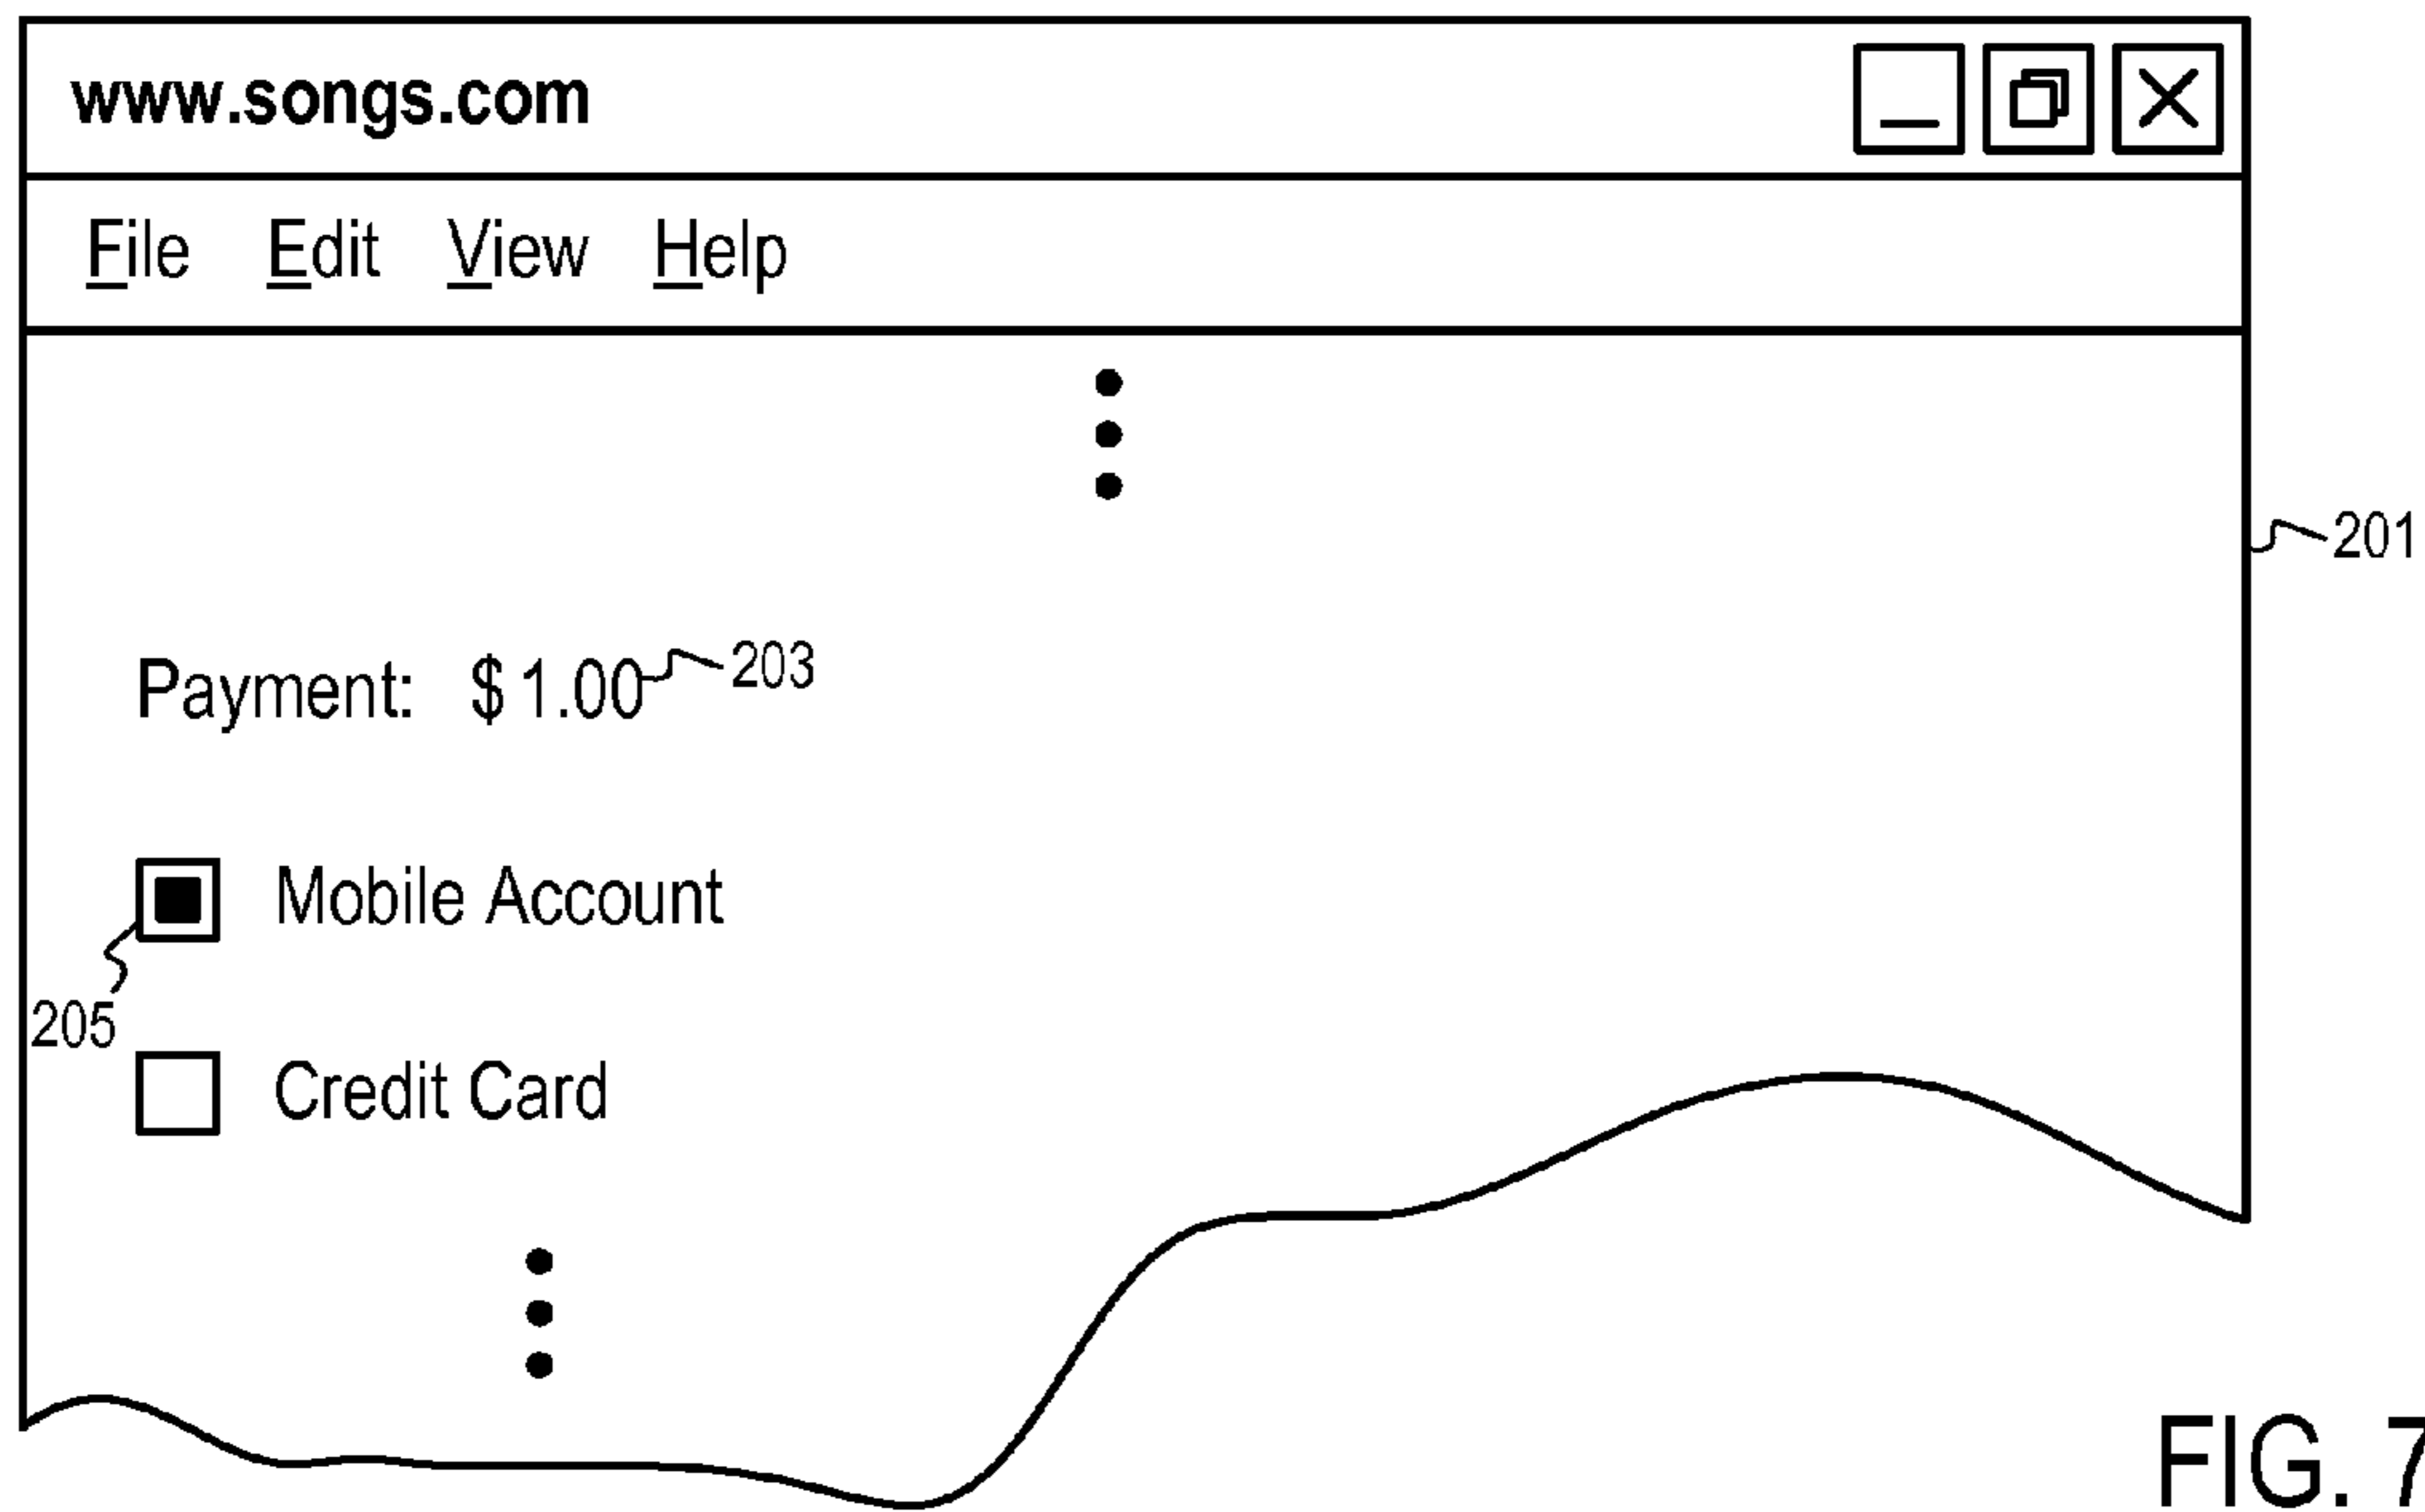 www.songs.com
File Edit View Help
201
Payment: $1.00 203
Mobile Account
205
Credit Card
FIG. 7